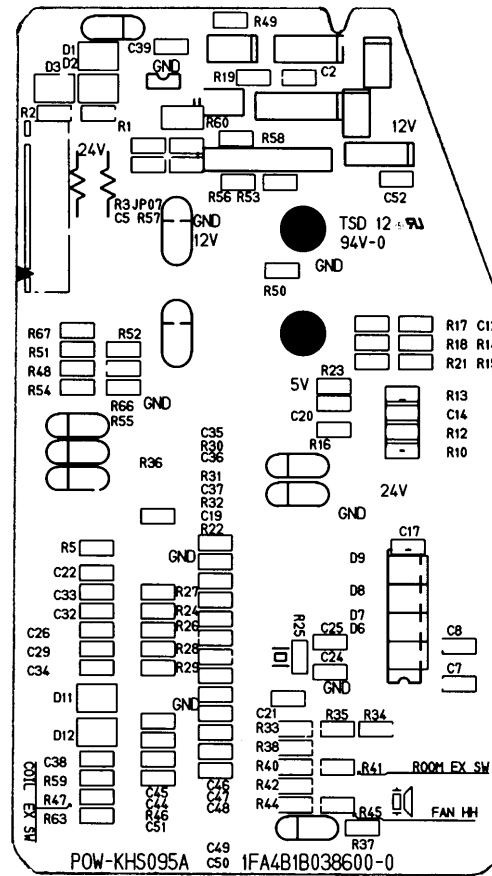 R49
D1
C39
D2
GND
D3
R19
C2
R2
R1
R60
R58
12V
24V
R56 R53
C52
R3 JP07
C5 R57
GND
TSD 12
12V
94V-0
GND
R50
R67
R52
R17
R51
R18
R48
R21
R54
R23
5V
R66
GND
R13
R55
C20
C14
C35
R30
R16
R12
C36
R36
R10
R31
C37
24V
R32
C19
GND
R22
C17
R5
GND
D9
C22
C33
R27
D8
C32
R24
D7
C26
R26
R25
C25
D6
C8
C29
R28
C34
R29
C24
C7
GND
D11
GND
C21
R33
R35
R34
D12
R38
C38
R40
R41
ROOM EX SW
COIL EX SW
R59
C46
R42
C45
C47
R47
C44
C48
R44
R63
R46
R45
FAN HH
C51
R37
C49
POW-KHS095A
C50
1FA4B1B038600-0